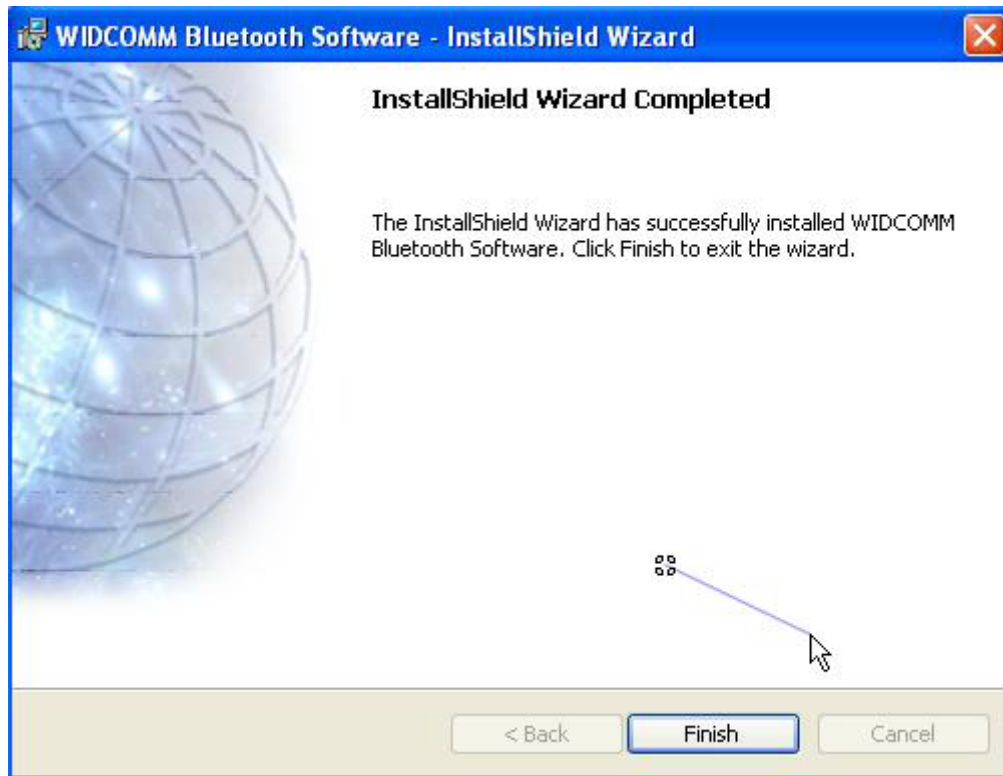 WIDCOMM Bluetooth Software - InstallShield Wizard
InstallShield Wizard Completed
The InstallShield Wizard has successfully installed WIDCOMM
Bluetooth Software. Click Finish to exit the wizard.
< Back Finish Cancel